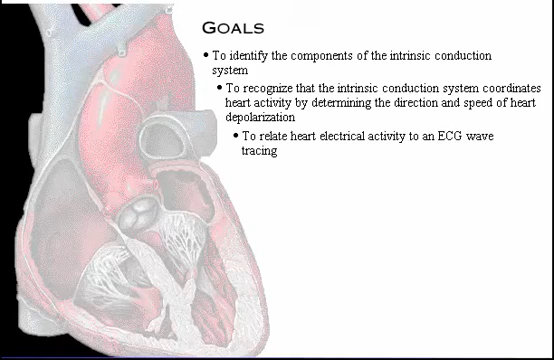 GOALS
• To identify the components of the intrinsic conduction
system
• To recognize that the intrinsic conduction system coordinates
heart activity by determining the direction and speed of heart
depolarization
• To relate heart electrical activity to an ECG wave
tracing